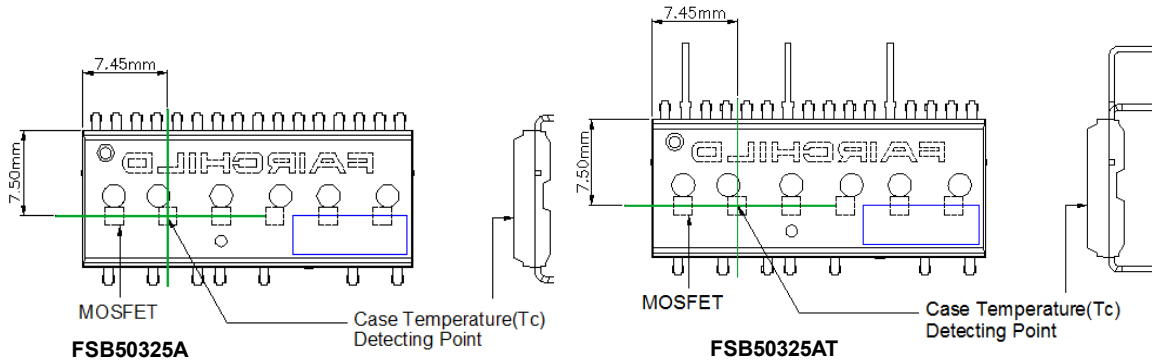 7.45mm
7.50mm
FAIRCHILD
MOSFET
Case Temperature(Tc)
Detecting Point
FSB50325A
7.45mm
7.50mm
FAIRCHILD
MOSFET
Case Temperature(Tc)
Detecting Point
FSB50325AT